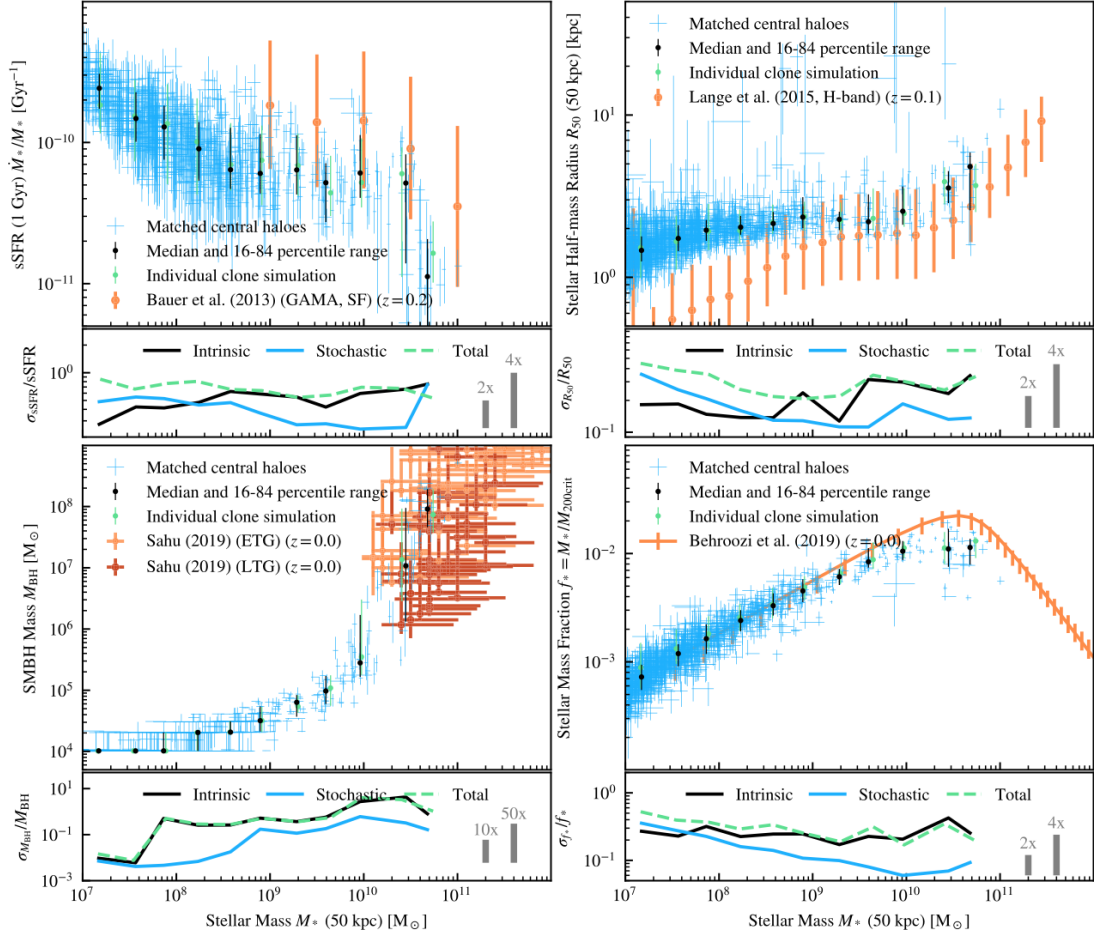 sSFR (1 Gyr) Ṁ*/M* [Gyr⁻¹]
10⁻¹⁰
10⁻¹¹
Matched central haloes
Median and 16-84 percentile range
Individual clone simulation
Bauer et al. (2013) (GAMA, SF) (z = 0.2)
Stellar Half-mass Radius R₅₀ (50 kpc) [kpc]
10¹
10⁰
Matched central haloes
Median and 16-84 percentile range
Individual clone simulation
Lange et al. (2015, H-band) (z = 0.1)
σsSFR/sSFR
10⁰
Intrinsic Stochastic Total
2x
4x
σR₅₀/R₅₀
10⁻¹
Intrinsic Stochastic Total
2x
4x
SMBH Mass M_BH [M⊙]
10⁸
10⁷
10⁶
10⁵
10⁴
Matched central haloes
Median and 16-84 percentile range
Individual clone simulation
Sahu (2019) (ETG) (z = 0.0)
Sahu (2019) (LTG) (z = 0.0)
Stellar Mass Fraction f* = M*/M₂₀₀crit
10⁻²
10⁻³
Matched central haloes
Median and 16-84 percentile range
Individual clone simulation
Behroozi et al. (2019) (z = 0.0)
σM_BH/M_BH
10¹
10⁻¹
10⁻³
Intrinsic Stochastic Total
10x
50x
10⁷ 10⁸ 10⁹ 10¹⁰ 10¹¹
Stellar Mass M* (50 kpc) [M⊙]
σf*/f*
10⁰
10⁻¹
Intrinsic Stochastic Total
2x
4x
10⁷ 10⁸ 10⁹ 10¹⁰ 10¹¹
Stellar Mass M* (50 kpc) [M⊙]